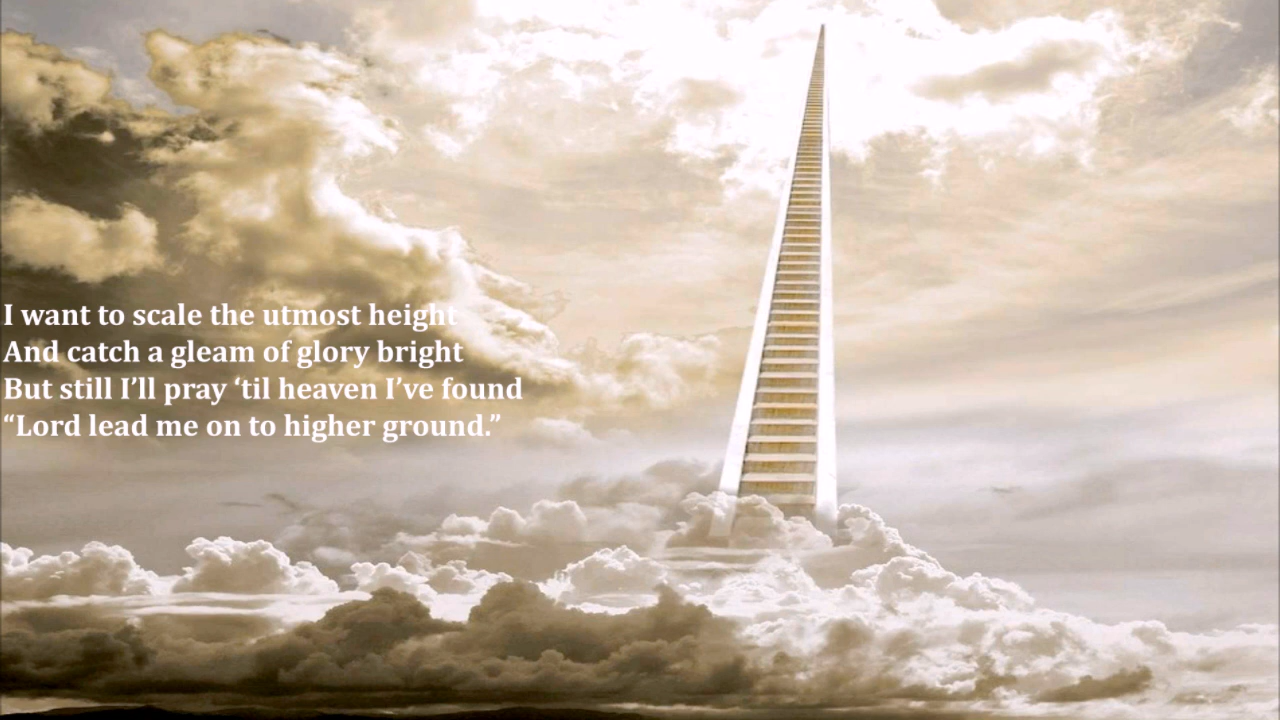 I want to scale the utmost height
And catch a gleam of glory bright
But still I’ll pray ‘til heaven I’ve found
“Lord lead me on to higher ground.”